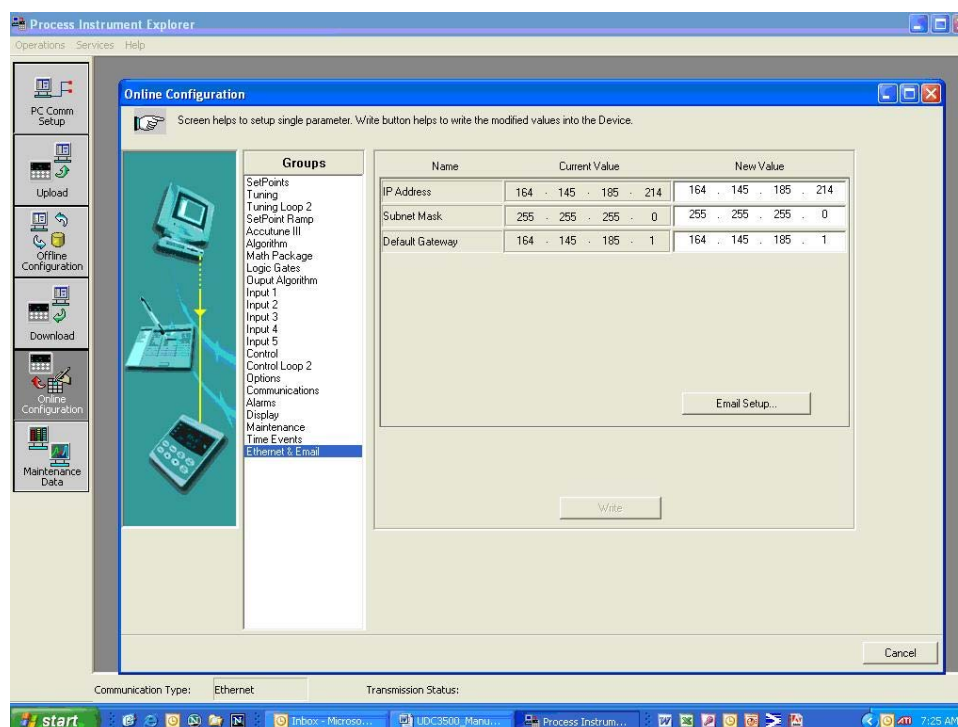 Process Instrument Explorer
Operations Services Help
PC Comm
Setup
Upload
Offline
Configuration
Download
Online
Configuration
Maintenance
Data
Online Configuration
Screen helps to setup single parameter. Write button helps to write the modified values into the Device.
Groups
SetPoints
Tuning
Tuning Loop 2
SetPoint Ramp
Accutune III
Algorithm
Math Package
Logic Gates
Ouput Algorithm
Input 1
Input 2
Input 3
Input 4
Input 5
Control
Control Loop 2
Options
Communications
Alarms
Display
Maintenance
Time Events
Ethernet & Email
Name Current Value New Value
IP Address 164 . 145 . 185 . 214 164 . 145 . 185 . 214
Subnet Mask 255 . 255 . 255 . 0 255 . 255 . 255 . 0
Default Gateway 164 . 145 . 185 . 1 164 . 145 . 185 . 1
Email Setup...
Write
Cancel
Communication Type: Ethernet Transmission Status:
start Inbox - Microso... UDC3500_Manu... Process Instrum... 7:25 AM